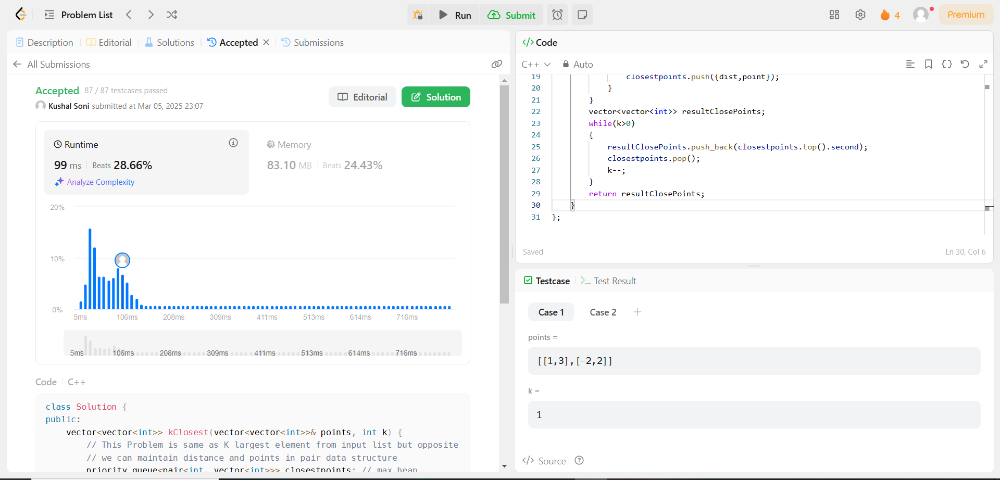 Problem List
Run
Submit
4
Premium
Description
Editorial
Solutions
Accepted
Submissions
All Submissions
Accepted 87 / 87 testcases passed
Kushal Soni submitted at Mar 05, 2025 23:07
Editorial
Solution
Runtime
99 ms Beats 28.66%
Analyze Complexity
Memory
83.10 MB Beats 24.43%
20%
10%
0%
5ms 106ms 208ms 309ms 411ms 513ms 614ms 716ms
5ms 106ms 208ms 309ms 411ms 513ms 614ms 716ms
Code C++
class Solution {
public:
    vector<vector<int>> kClosest(vector<vector<int>>& points, int k) {
        // This Problem is same as K largest element from input list but opposite
        // we can maintain distance and points in pair data structure
        priority_queue<pair<int, vector<int>>> closestpoints; // max heap
</> Code
C++ Auto
19 closestpoints.push({dist,point});
20 }
21 }
22 vector<vector<int>> resultClosePoints;
23 while(k>0)
24 {
25 resultClosePoints.push_back(closestpoints.top().second);
26 closestpoints.pop();
27 k--;
28 }
29 return resultClosePoints;
30 }
31 };
Saved
Ln 30, Col 6
Testcase
Test Result
Case 1
Case 2
points =
[[1,3],[-2,2]]
k =
1
</> Source